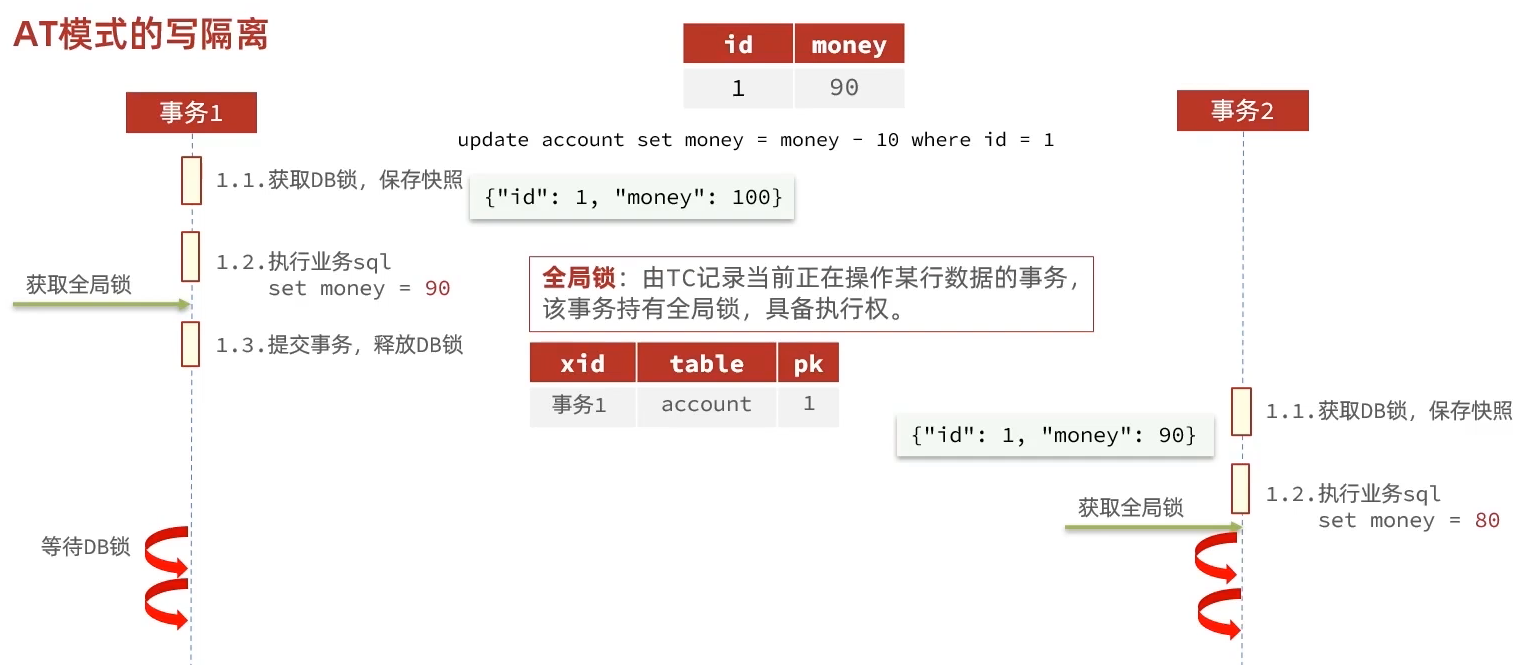 AT模式的写隔离
id money
1 90
事务1
事务2
update account set money = money - 10 where id = 1
1.1.获取DB锁，保存快照
{"id": 1, "money": 100}
1.2.执行业务sql
set money = 90
获取全局锁
全局锁：由TC记录当前正在操作某行数据的事务，
该事务持有全局锁，具备执行权。
1.3.提交事务，释放DB锁
xid table pk
事务1 account 1
1.1.获取DB锁，保存快照
{"id": 1, "money": 90}
1.2.执行业务sql
set money = 80
获取全局锁
等待DB锁